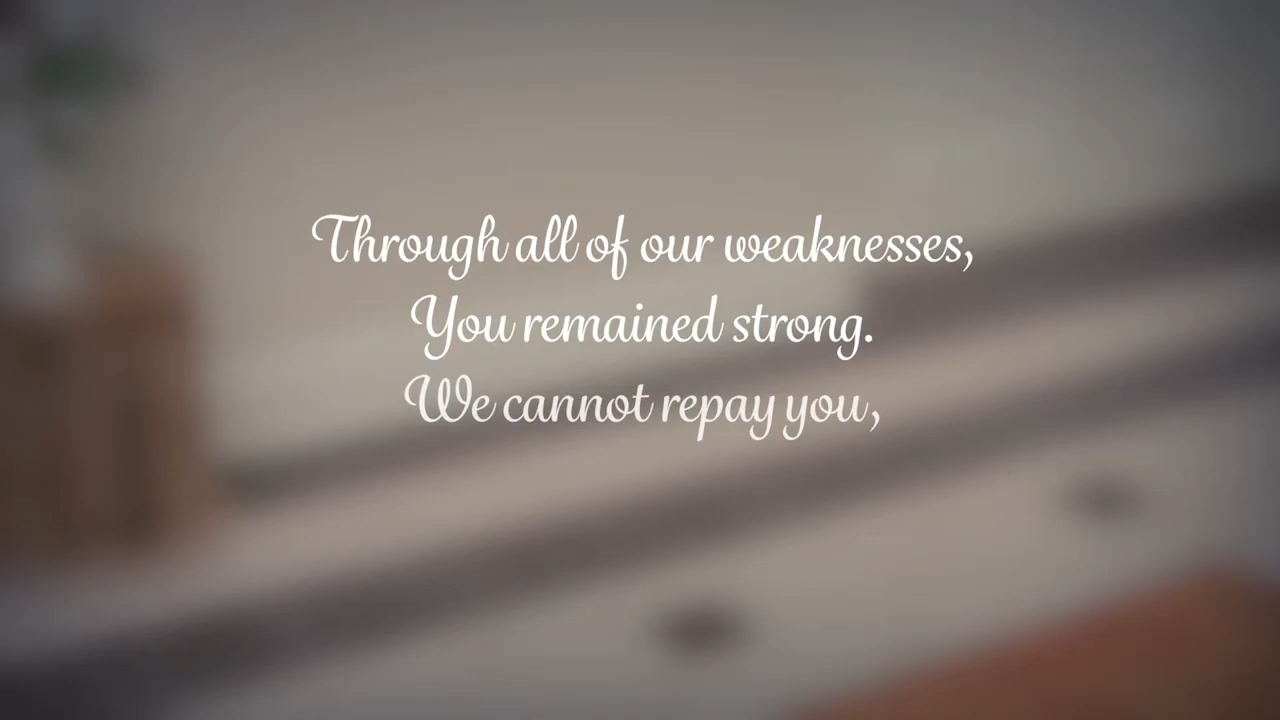 Through all of our weaknesses,
You remained strong.
We cannot repay you,